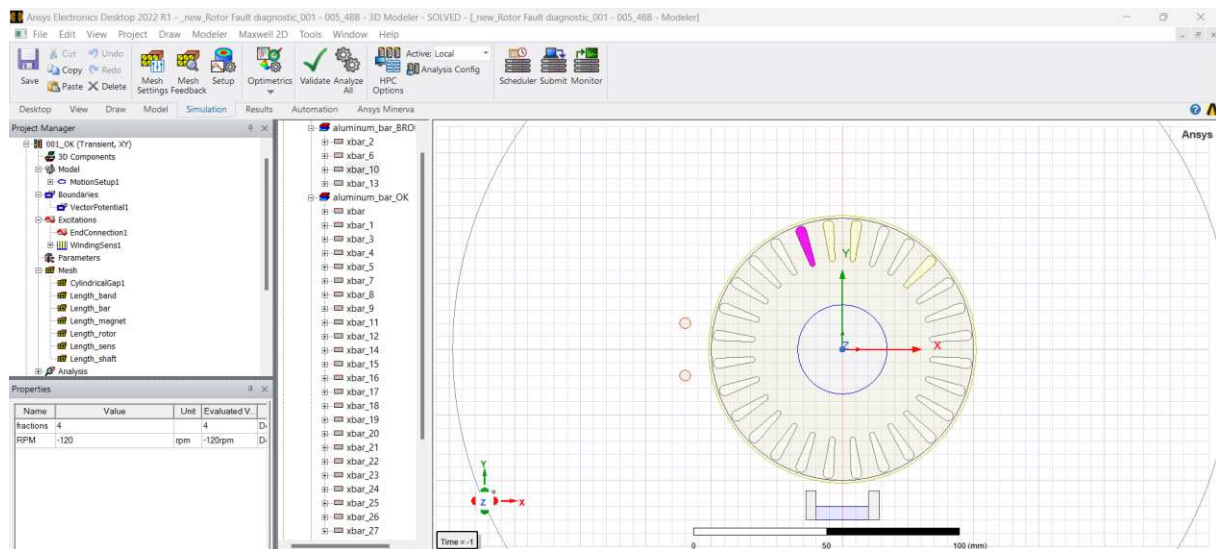 Ansys Electronics Desktop 2022 R1 - _new_Rotor Fault diagnostic_001 - 005_4BB - 3D Modeler - SOLVED - [_new_Rotor Fault diagnostic_001 - 005_4BB - Modeler]
File Edit View Project Draw Modeler Maxwell 2D Tools Window Help
Save
Cut
Copy
Paste
Undo
Redo
Delete
Mesh Settings
Mesh Feedback
Setup
Optimetrics
Validate
Analyze All
HPC Options
Active: Local
Analysis Config
Scheduler
Submit
Monitor
Desktop View Draw Model Simulation Results Automation Ansys Minerva
Project Manager
001_OK (Transient, XY)
3D Components
Model
MotionSetup1
Boundaries
VectorPotential1
Excitations
EndConnection1
WindingSens1
Parameters
Mesh
CylindricalGap1
Length_band
Length_bar
Length_magnet
Length_rotor
Length_sens
Length_shaft
Analysis
Properties
Name Value Unit Evaluated V...
fractions 4 4 D
RPM -120 rpm -120rpm D
aluminum_bar_BRO
xbar_2
xbar_6
xbar_10
xbar_13
aluminum_bar_OK
xbar
xbar_1
xbar_3
xbar_4
xbar_5
xbar_7
xbar_8
xbar_9
xbar_11
xbar_12
xbar_14
xbar_15
xbar_16
xbar_17
xbar_18
xbar_19
xbar_20
xbar_21
xbar_22
xbar_23
xbar_24
xbar_25
xbar_26
xbar_27
Ansys
Y
X
Z
Y
Z
X
Time = -1
0 50 100 (mm)